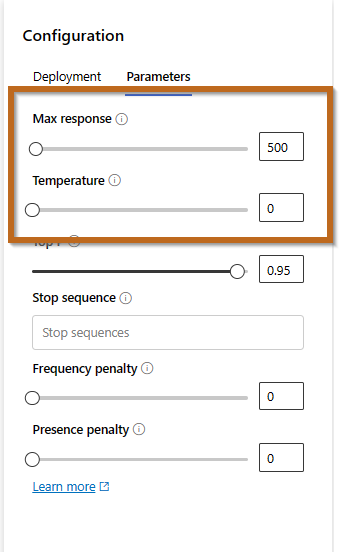 Configuration
Deployment Parameters
Max response
500
Temperature
0
Top P
0.95
Stop sequence
Stop sequences
Frequency penalty
0
Presence penalty
0
Learn more